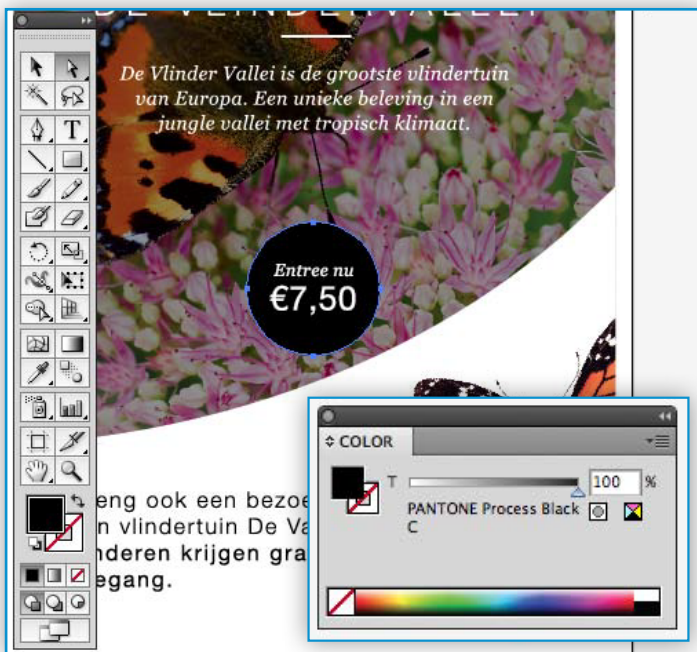 DE VLINDERVALLEI
De Vlinder Vallei is de grootste vlindertuin
van Europa. Een unieke beleving in een
jungle vallei met tropisch klimaat.
Entree nu
€7,50
COLOR
T 100 %
PANTONE Process Black
C
eng ook een bezoe
n vlindertuin De Va
nderen krijgen gra
egang.